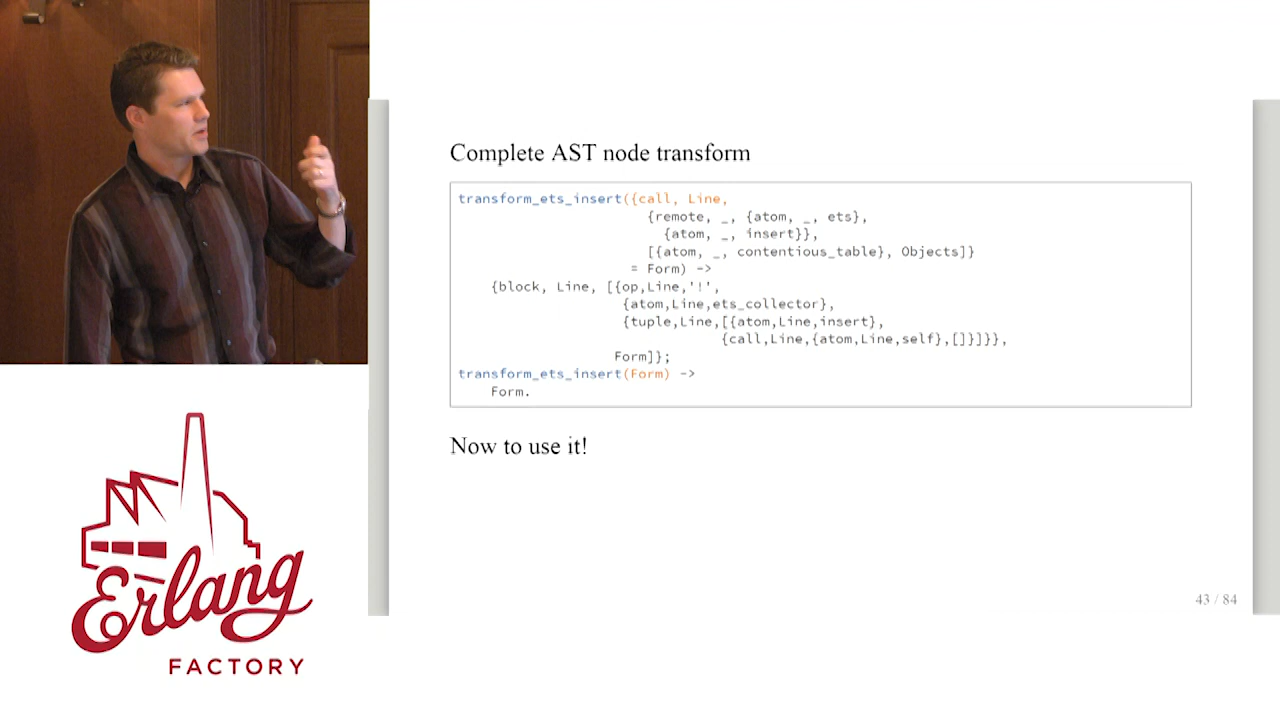 Complete AST node transform
transform_ets_insert({call, Line,
{remote, _, {atom, _, ets},
{atom, _, insert}},
[{atom, _, contentious_table}, Objects]}
= Form) ->
{block, Line, [{op,Line,'!',
{atom,Line,ets_collector},
{tuple,Line,[{atom,Line,insert},
{call,Line,{atom,Line,self},[]}]}},
Form]};
transform_ets_insert(Form) ->
Form.
Now to use it!
43 / 84
Erlang
FACTORY